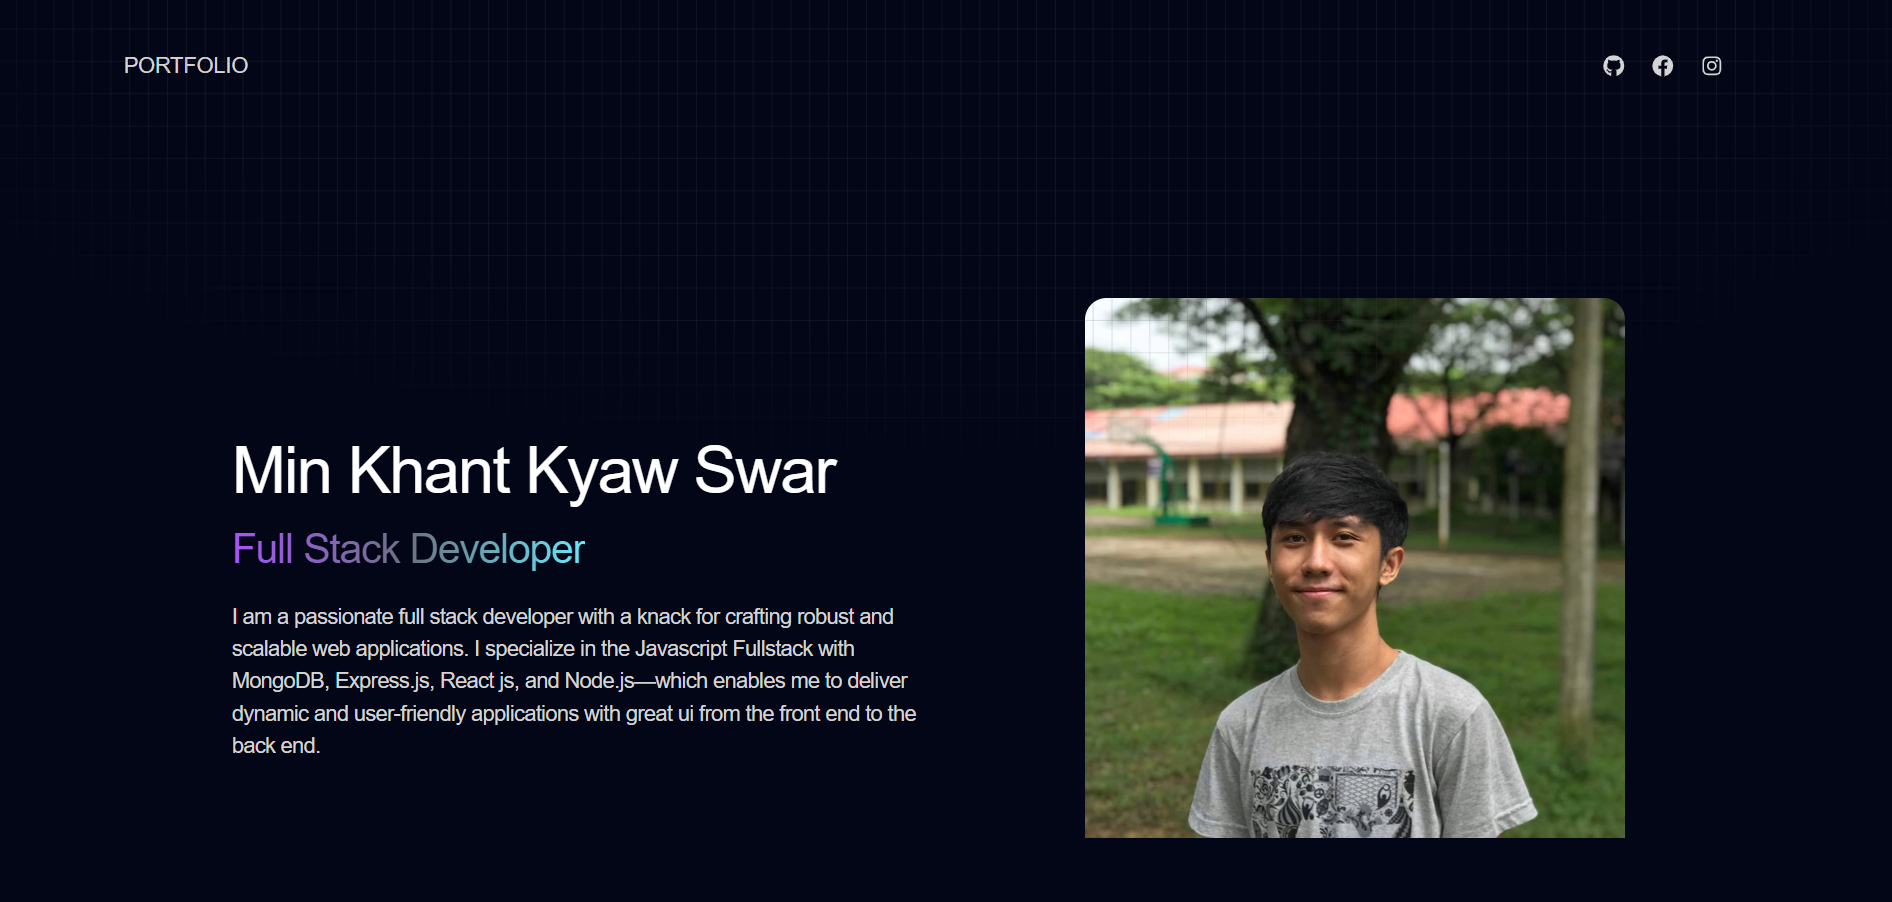 PORTFOLIO
Min Khant Kyaw Swar
Full Stack Developer
I am a passionate full stack developer with a knack for crafting robust and
scalable web applications. I specialize in the Javascript Fullstack with
MongoDB, Express.js, React js, and Node.js—which enables me to deliver
dynamic and user-friendly applications with great ui from the front end to the
back end.